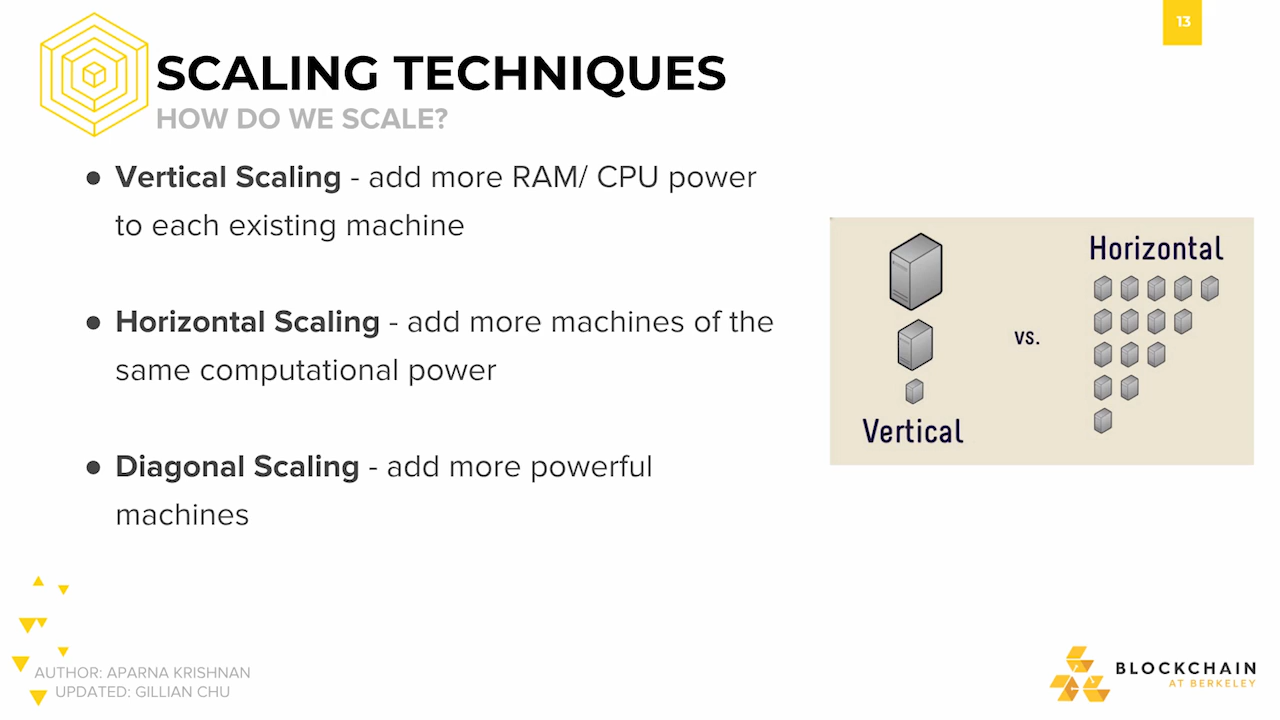 13
SCALING TECHNIQUES
HOW DO WE SCALE?
● Vertical Scaling - add more RAM/ CPU power
to each existing machine
● Horizontal Scaling - add more machines of the
same computational power
● Diagonal Scaling - add more powerful
machines
Horizontal
vs.
Vertical
AUTHOR: APARNA KRISHNAN
UPDATED: GILLIAN CHU
BLOCKCHAIN
AT BERKELEY